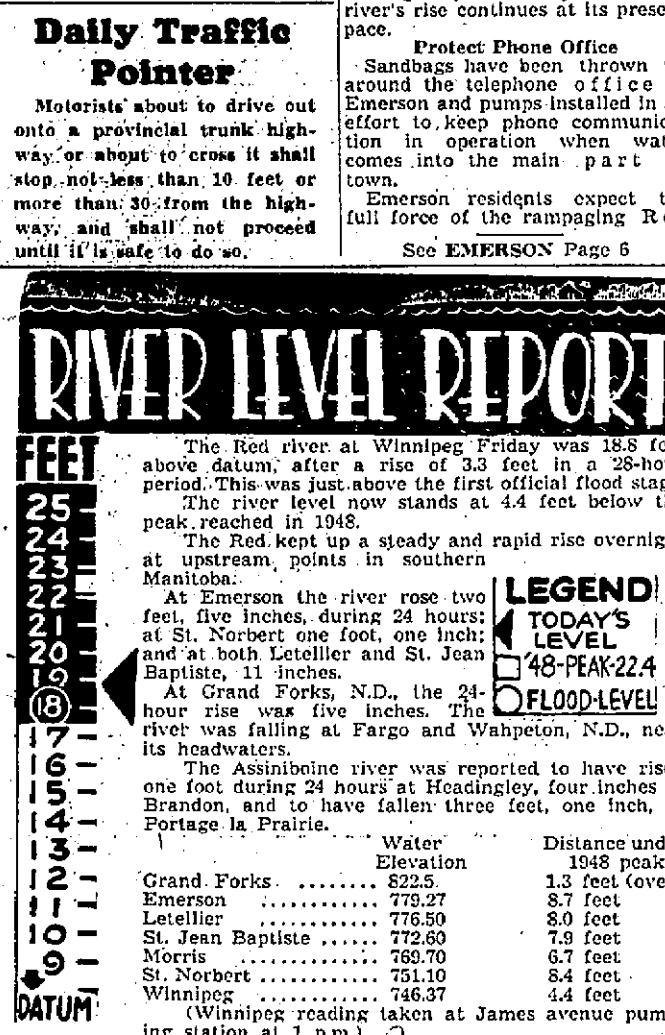 Daily Traffic
Pointer
Motorists about to drive out
onto a provincial trunk high-
way or about to cross it shall
stop not less than 10 feet or
more than 30 from the high-
way, and shall not proceed
until it is safe to do so.
river's rise continues at its
pace.
Protect Phone Office
Sandbags have been thrown
around the telephone office
Emerson and pumps installed in
effort to keep phone
tion in operation when
comes into the main part
town.
Emerson residents expect
full force of the rampaging
See EMERSON Page 6
RIVER LEVEL REPORT
FEET
25
24
23
22
21
20
19
18
17
16
15
14
13
12
11
10
9
DATUM
The Red river at Winnipeg Friday was 18.8
above datum, after a rise of 3.3 feet in a 28-
period. This was just above the first official flood
The river level now stands at 4.4 feet below
peak reached in 1948.
The Red kept up a steady and rapid rise
at upstream points in southern
Manitoba.
At Emerson the river rose two
feet, five inches, during 24 hours;
at St. Norbert one foot, one inch;
and at both Letellier and St. Jean
Baptiste, 11 inches.
At Grand Forks, N.D., the 24-
hour rise was five inches. The
river was falling at Fargo and Wahpeton, N.D.,
its headwaters.
The Assiniboine river was reported to have
one foot during 24 hours at Headingley, four inches
Brandon, and to have fallen three feet, one inch,
Portage la Prairie.
LEGEND
TODAY'S
LEVEL
'48-PEAK-22.4
FLOOD-LEVEL
Water Distance
Elevation 1948 peak
Grand Forks ........ 822.5 1.3 feet
Emerson ............ 779.27 8.7 feet
Letellier ............ 776.50 8.0 feet
St. Jean Baptiste ...... 772.60 7.9 feet
Morris ............. 769.70 6.7 feet
St. Norbert ........... 751.10 8.4 feet
Winnipeg ............ 746.37 4.4 feet
(Winnipeg reading taken at James avenue
ing station at 1 p.m.)